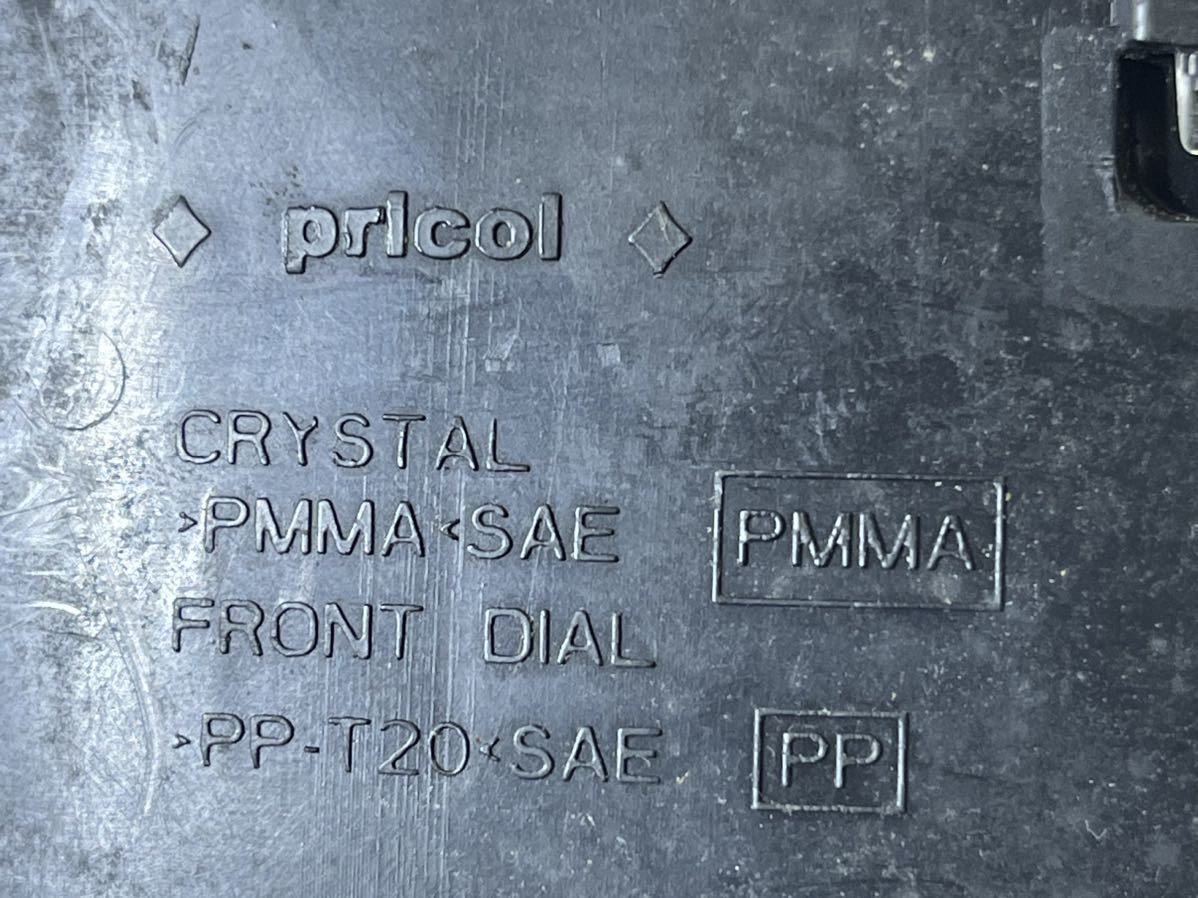 pricol
CRYSTAL
>PMMA<SAE PMMA
FRONT DIAL
>PP-T20<SAE PP